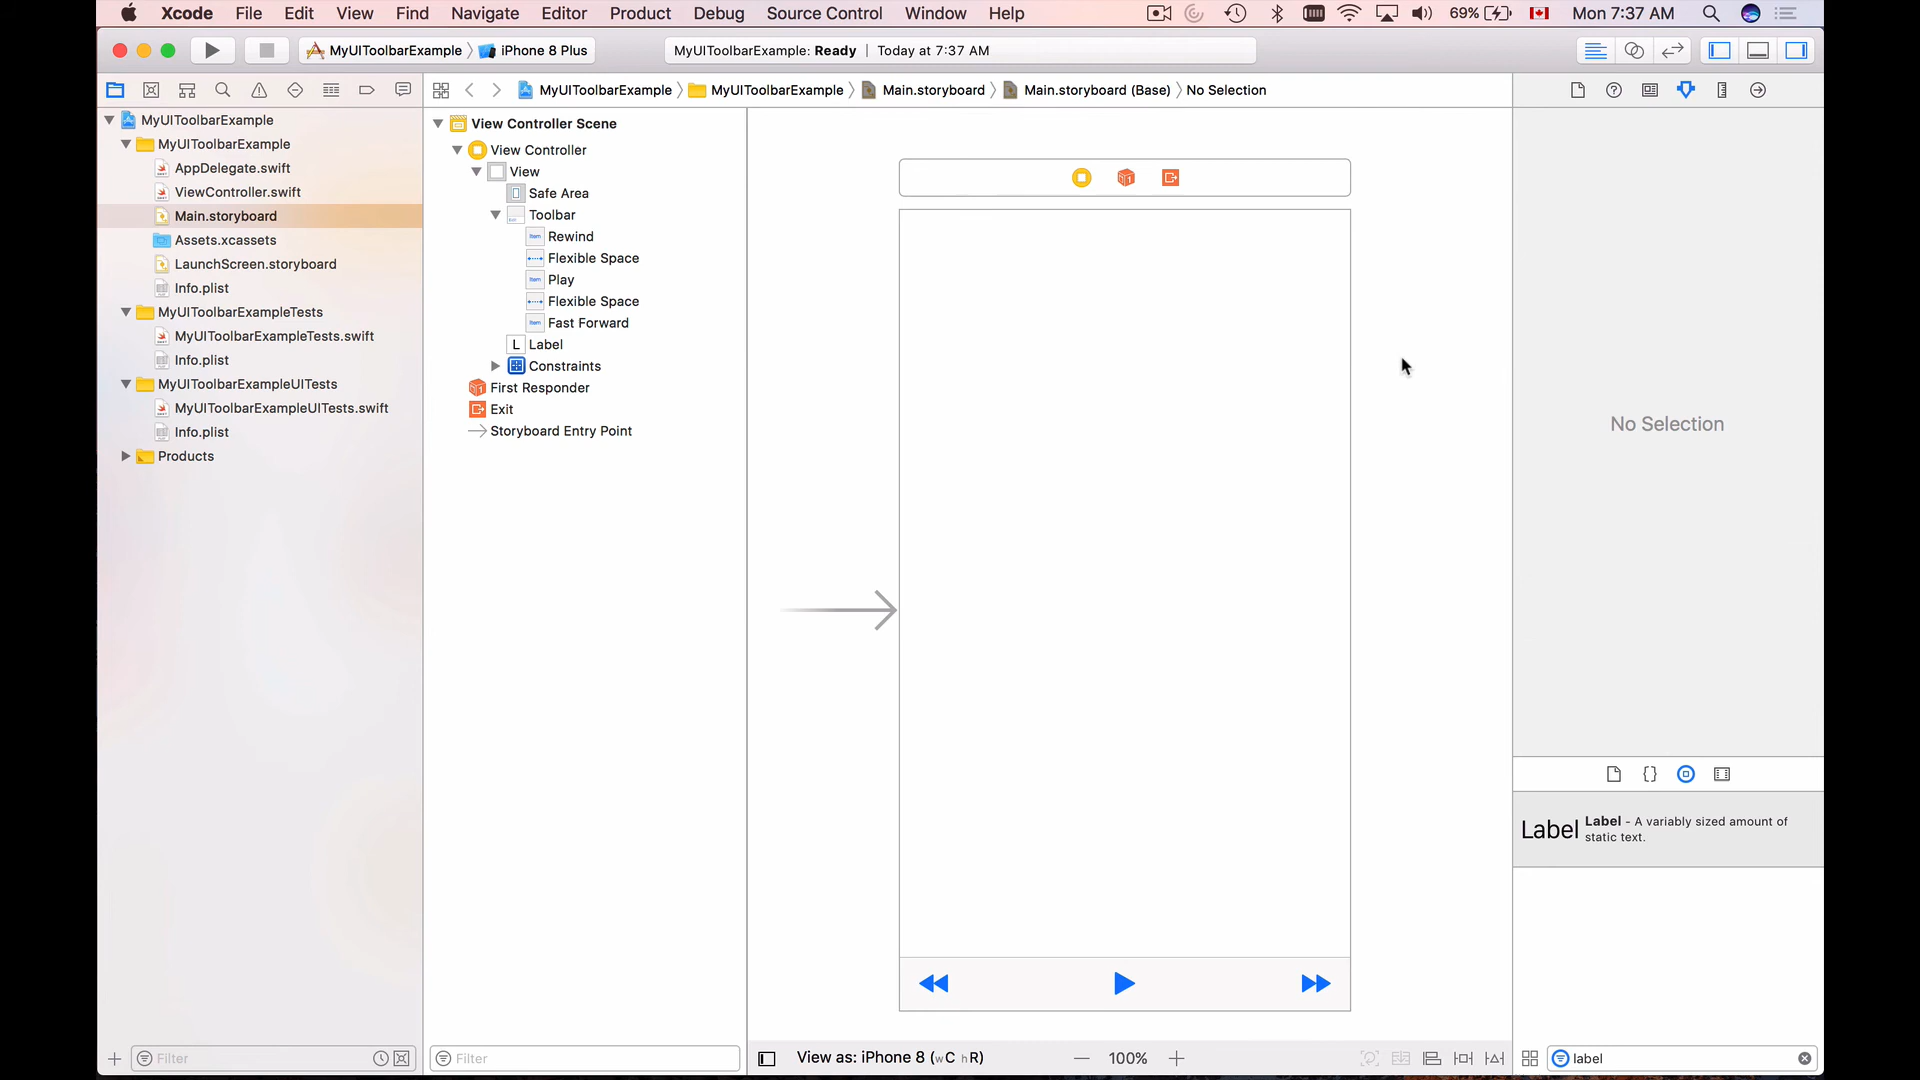 Xcode File Edit View Find Navigate Editor Product Debug Source Control Window Help 69% Mon 7:37 AM
MyUIToolbarExample iPhone 8 Plus MyUIToolbarExample: Ready Today at 7:37 AM
MyUIToolbarExample MyUIToolbarExample Main.storyboard Main.storyboard (Base) No Selection
MyUIToolbarExample
MyUIToolbarExample
AppDelegate.swift
ViewController.swift
Main.storyboard
Assets.xcassets
LaunchScreen.storyboard
Info.plist
MyUIToolbarExampleTests
MyUIToolbarExampleTests.swift
Info.plist
MyUIToolbarExampleUITests
MyUIToolbarExampleUITests.swift
Info.plist
Products
Filter
View Controller Scene
View Controller
View
Safe Area
Toolbar
Rewind
Flexible Space
Play
Flexible Space
Fast Forward
L Label
Constraints
First Responder
Exit
Storyboard Entry Point
Filter
View as: iPhone 8 (wC hR) 100%
No Selection
Label Label - A variably sized amount of
static text.
label